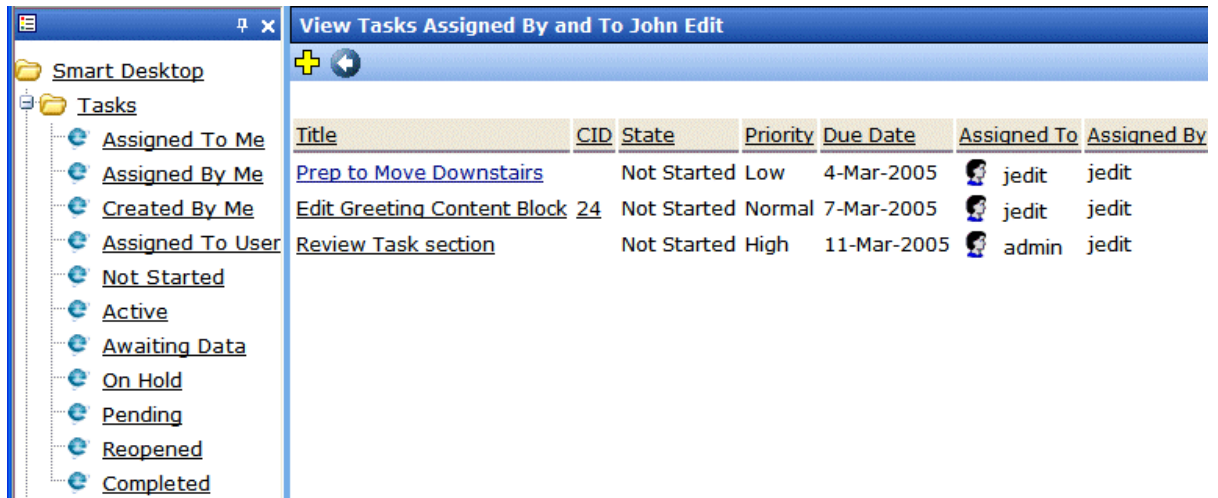 View Tasks Assigned By and To John Edit
Smart Desktop
Tasks
Assigned To Me
Assigned By Me
Created By Me
Assigned To User
Not Started
Active
Awaiting Data
On Hold
Pending
Reopened
Completed
Title CID State Priority Due Date Assigned To Assigned By
Prep to Move Downstairs Not Started Low 4-Mar-2005 jedit jedit
Edit Greeting Content Block 24 Not Started Normal 7-Mar-2005 jedit jedit
Review Task section Not Started High 11-Mar-2005 admin jedit